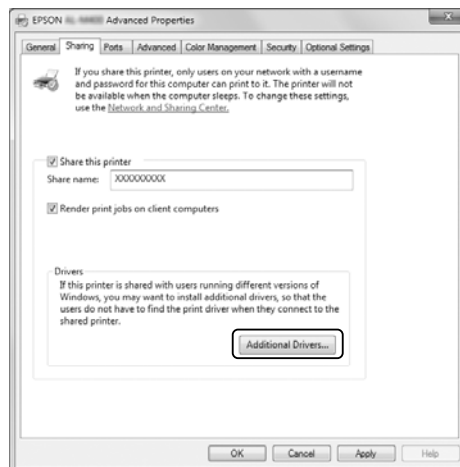 EPSON Advanced Properties
General Sharing Ports Advanced Color Management Security Optional Settings
If you share this printer, only users on your network with a username
and password for this computer can print to it. The printer will not
be available when the computer sleeps. To change these settings,
use the Network and Sharing Center.
Share this printer
Share name: XXXXXXXXX
Render print jobs on client computers
Drivers
If this printer is shared with users running different versions of
Windows, you may want to install additional drivers, so that the
users do not have to find the print driver when they connect to the
shared printer.
Additional Drivers...
OK Cancel Apply Help